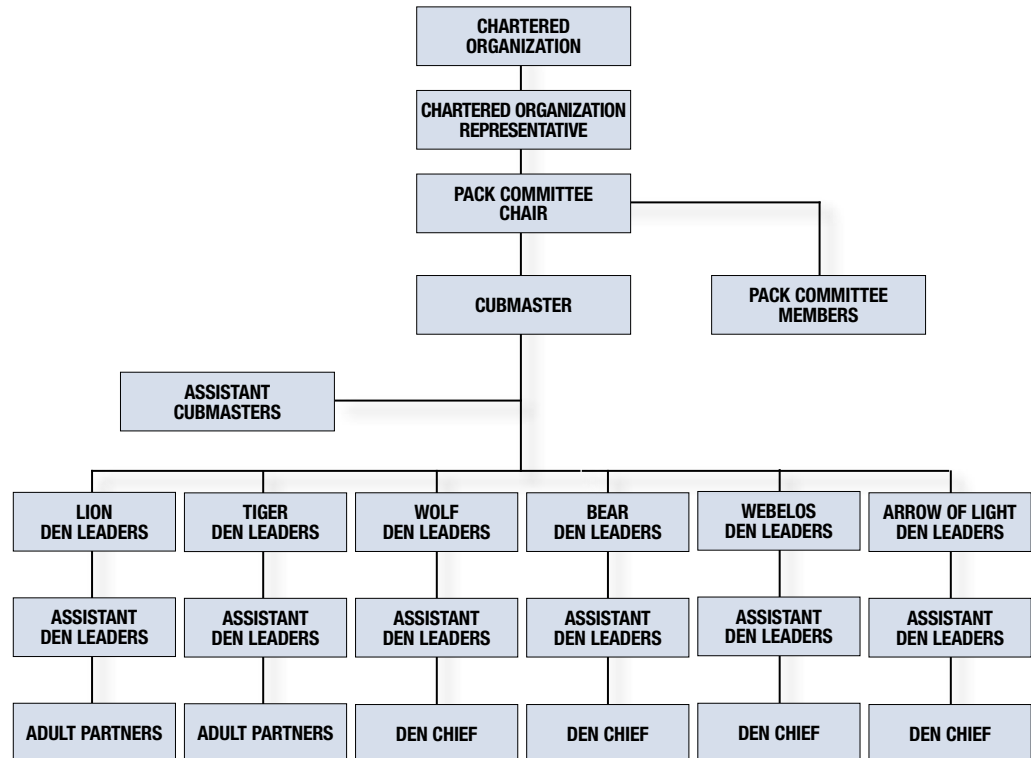 CHARTERED
ORGANIZATION
CHARTERED ORGANIZATION
REPRESENTATIVE
PACK COMMITTEE
CHAIR
CUBMASTER
PACK COMMITTEE
MEMBERS
ASSISTANT
CUBMASTERS
LION
DEN LEADERS
TIGER
DEN LEADERS
WOLF
DEN LEADERS
BEAR
DEN LEADERS
WEBELOS
DEN LEADERS
ARROW OF LIGHT
DEN LEADERS
ASSISTANT
DEN LEADERS
ASSISTANT
DEN LEADERS
ASSISTANT
DEN LEADERS
ASSISTANT
DEN LEADERS
ASSISTANT
DEN LEADERS
ASSISTANT
DEN LEADERS
ADULT PARTNERS
ADULT PARTNERS
DEN CHIEF
DEN CHIEF
DEN CHIEF
DEN CHIEF